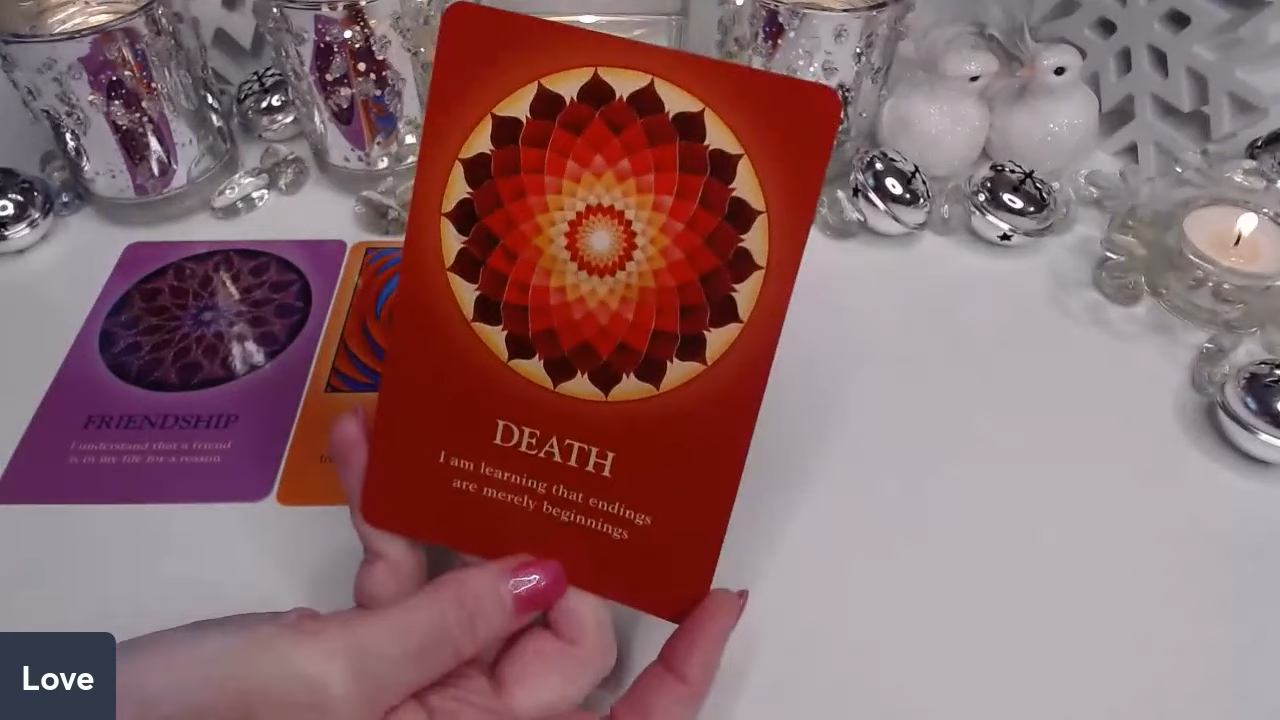 FRIENDSHIP
I understand that a friend
is in my life for a reason
DEATH
I am learning that endings
are merely beginnings
Love